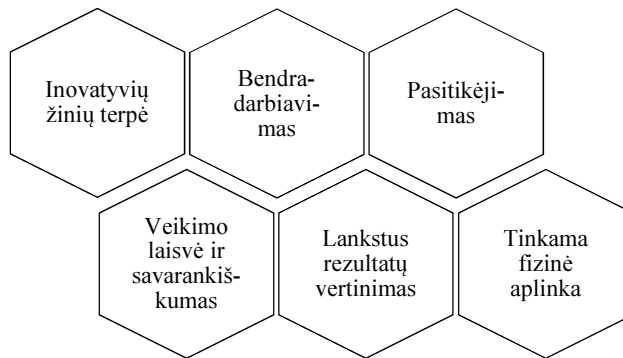 Inovatyvių
žinių terpė
Bendra-
darbiavi-
mas
Pasitikėji-
mas
Veikimo
laisvė ir
savarankiš-
kumas
Lankstus
rezultatų
vertinimas
Tinkama
fizinė
aplinka